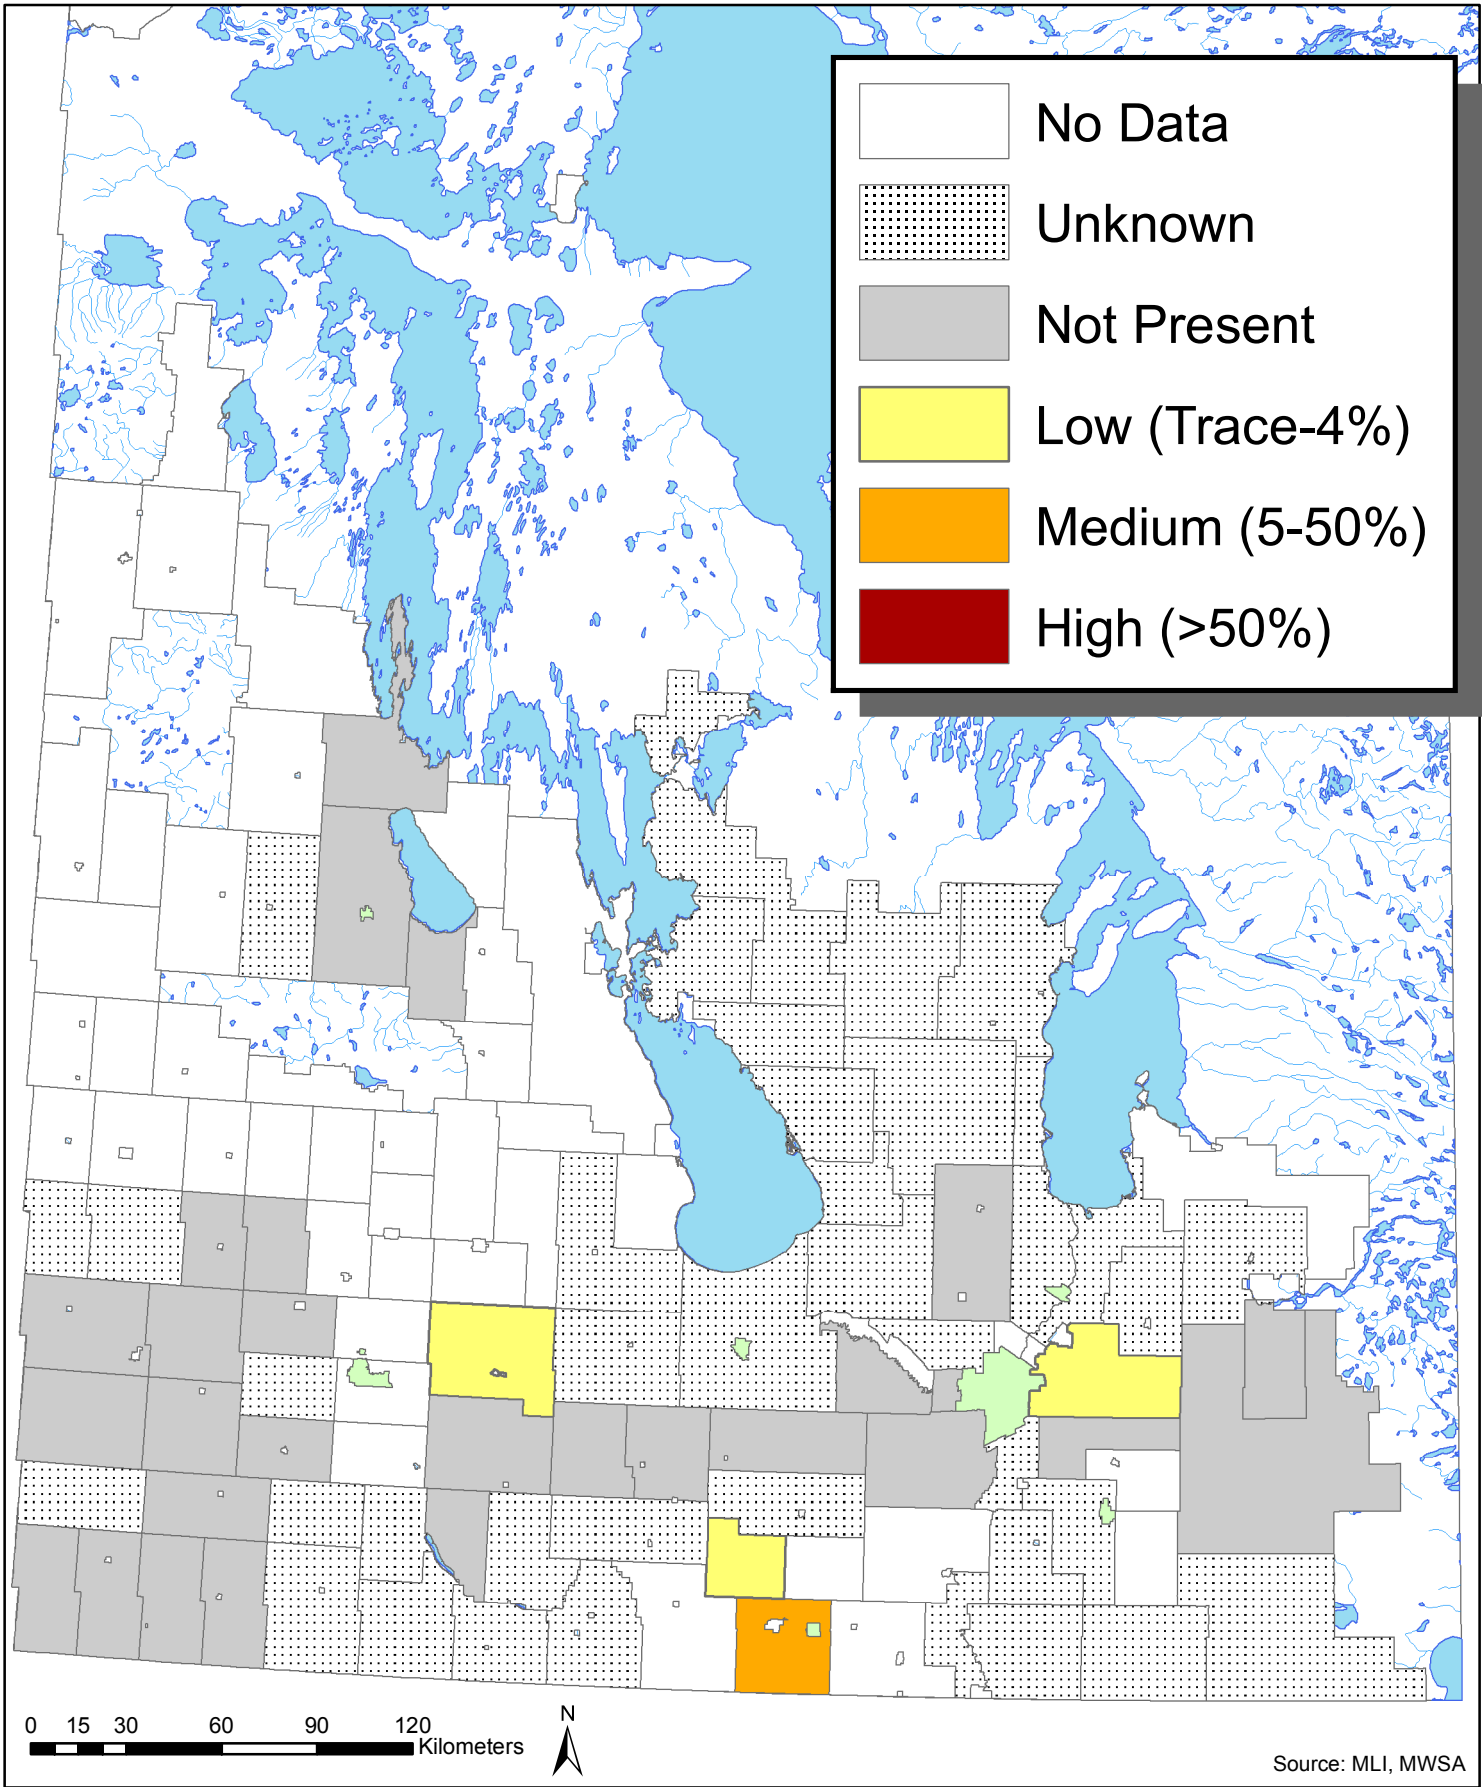 No Data
Unknown
Not Present
Low (Trace-4%)
Medium (5-50%)
High (>50%)
0 15 30 60 90 120
Kilometers
N
Source: MLI, MWSA